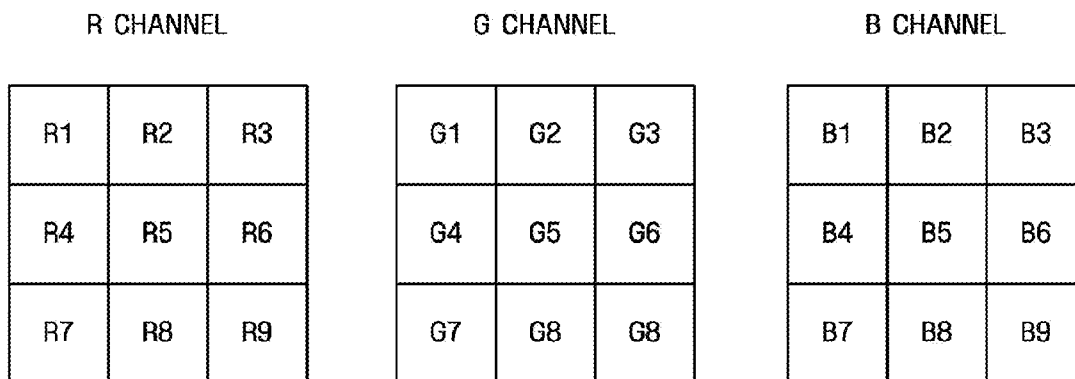 R CHANNEL G CHANNEL B CHANNEL
R1 R2 R3 G1 G2 G3 B1 B2 B3
R4 R5 R6 G4 G5 G6 B4 B5 B6
R7 R8 R9 G7 G8 G8 B7 B8 B9